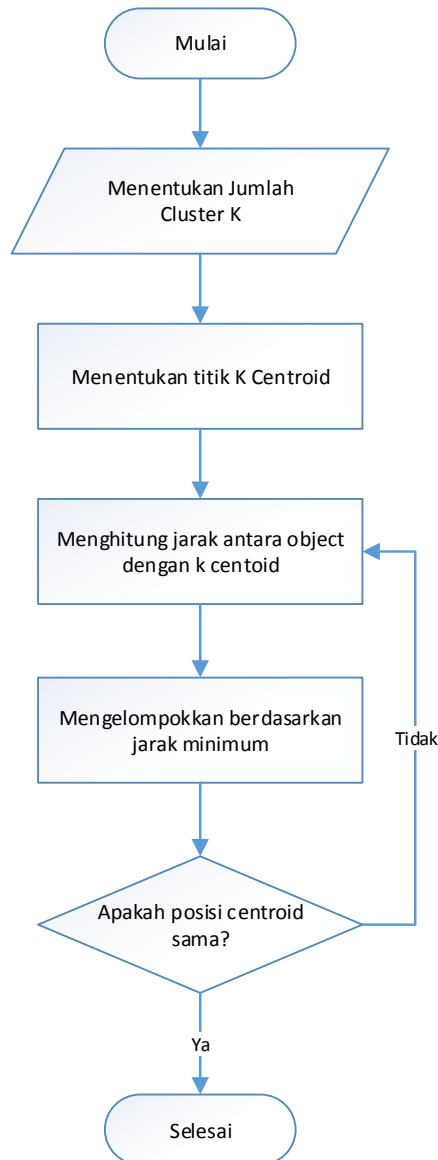 Mulai
Menentukan Jumlah
Cluster K
Menentukan titik K Centroid
Menghitung jarak antara object
dengan k centoid
Mengelompokkan berdasarkan
jarak minimum
Tidak
Apakah posisi centroid
sama?
Ya
Selesai